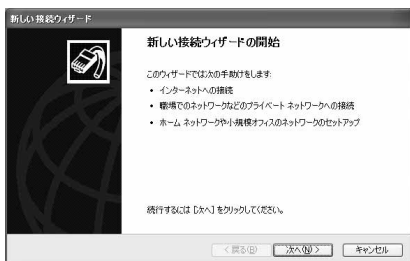 新しい接続ウィザード
新しい接続ウィザードの開始
このウィザードでは次の手助けをします:
• インターネットへの接続
• 職場でのネットワークなどのプライベート ネットワークへの接続
• ホーム ネットワークや小規模オフィスのネットワークのセットアップ
続行するには [次へ] をクリックしてください。
< 戻る(B)
次へ(N) >
キャンセル